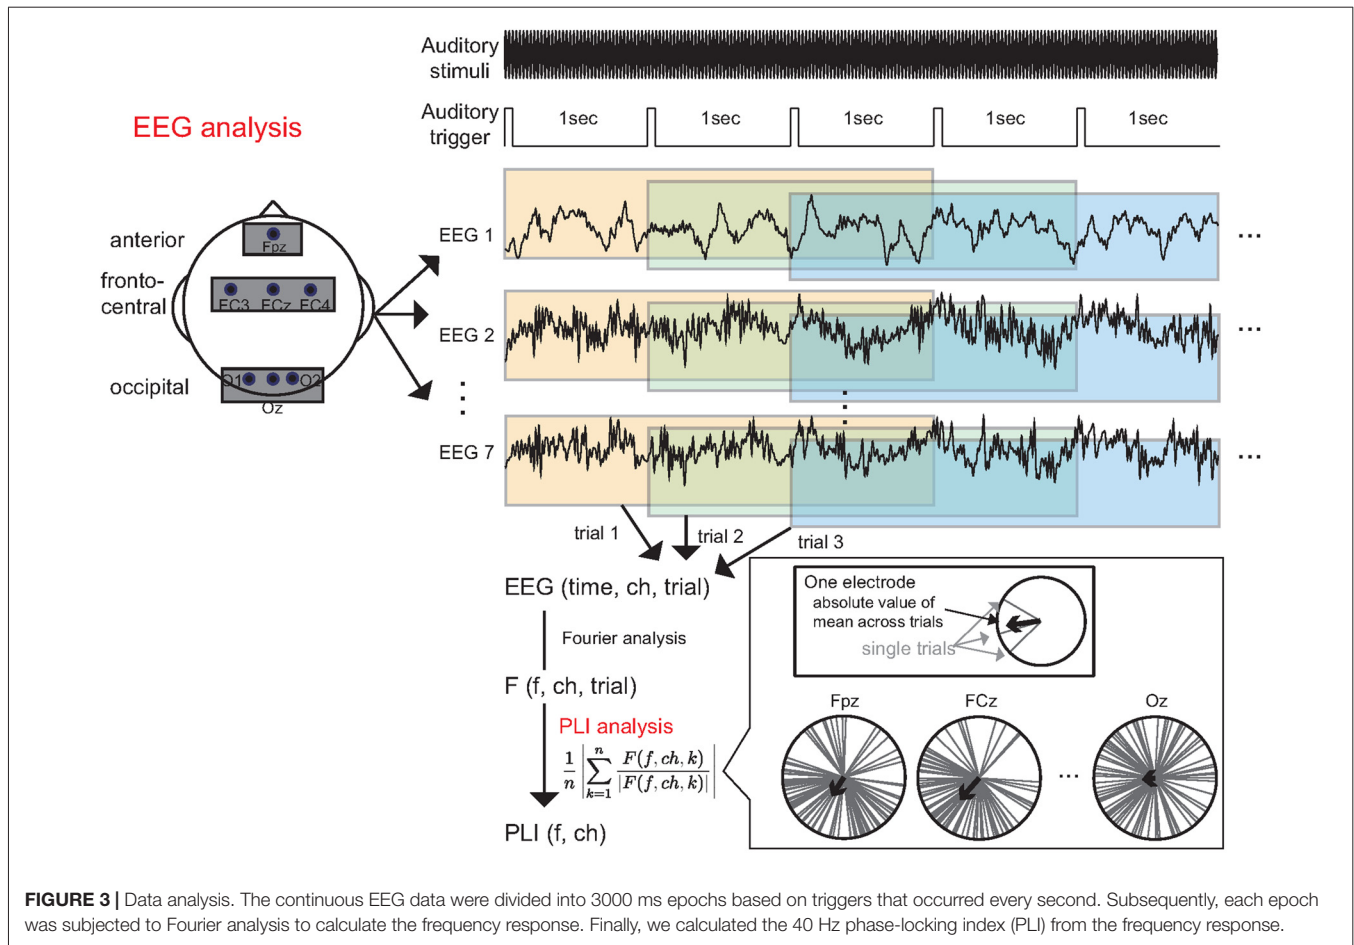 Auditory
stimuli
Auditory
trigger
1sec
1sec
1sec
1sec
1sec
EEG analysis
anterior
fronto-
central
occipital
Fpz
FC3
FCz
FC4
O1
O2
Oz
EEG 1
...
EEG 2
...
EEG 7
...
trial 1
trial 2
trial 3
EEG (time, ch, trial)
Fourier analysis
F (f, ch, trial)
PLI analysis
1/n |∑_{k=1}^{n} F(f, ch, k) / |F(f, ch, k)||
PLI (f, ch)
One electrode
absolute value of
mean across trials
single trials
Fpz
FCz
...
Oz
FIGURE 3 | Data analysis. The continuous EEG data were divided into 3000 ms epochs based on triggers that occurred every second. Subsequently, each epoch
was subjected to Fourier analysis to calculate the frequency response. Finally, we calculated the 40 Hz phase-locking index (PLI) from the frequency response.